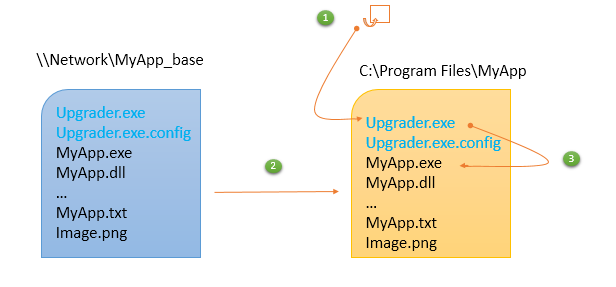 1
\\Network\MyApp_base
C:\Program Files\MyApp
Upgrader.exe
Upgrader.exe.config
MyApp.exe
MyApp.dll
...
MyApp.txt
Image.png
2
Upgrader.exe
Upgrader.exe.config
MyApp.exe
MyApp.dll
...
MyApp.txt
Image.png
3